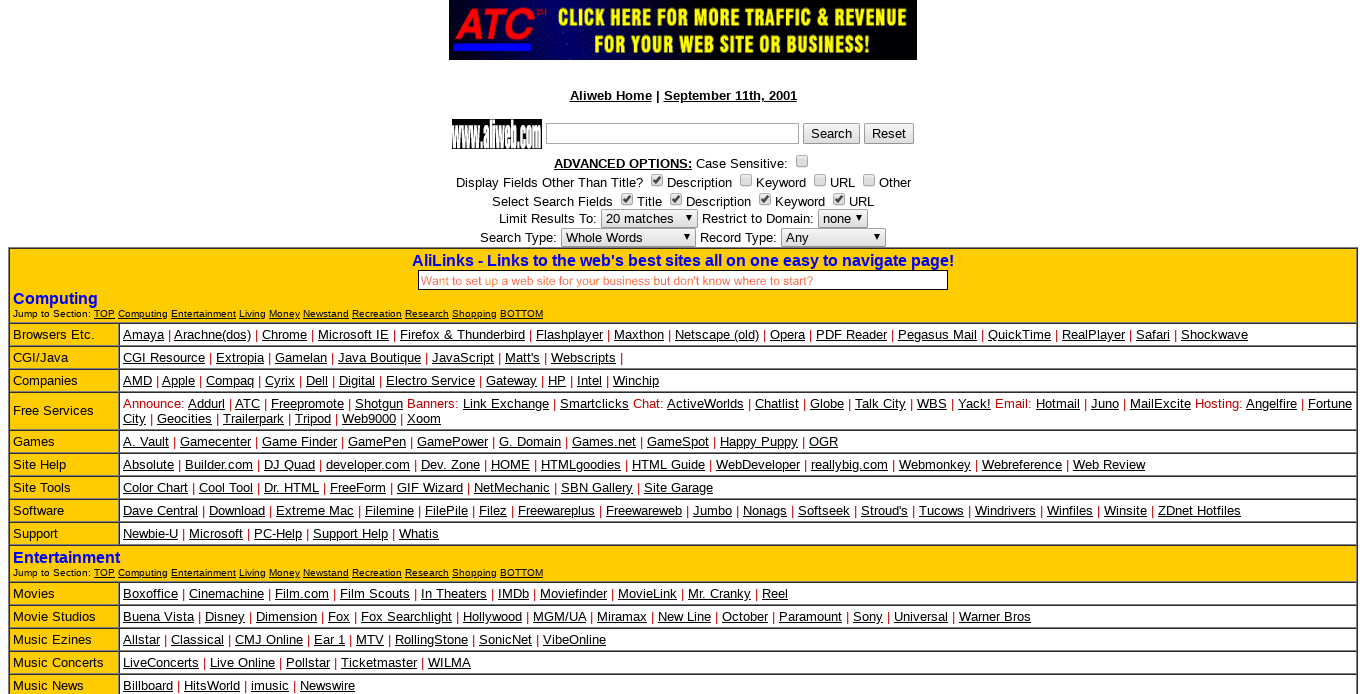 ATC™ CLICK HERE FOR MORE TRAFFIC & REVENUE
FOR YOUR WEB SITE OR BUSINESS!
Aliweb Home | September 11th, 2001
www.aliweb.com Search Reset
ADVANCED OPTIONS: Case Sensitive:
Display Fields Other Than Title? Description Keyword URL Other
Select Search Fields Title Description Keyword URL
Limit Results To: 20 matches Restrict to Domain: none
Search Type: Whole Words Record Type: Any
AliLinks - Links to the web's best sites all on one easy to navigate page!
Want to set up a web site for your business but don't know where to start?
Computing
Jump to Section: TOP Computing Entertainment Living Money Newstand Recreation Research Shopping BOTTOM
Browsers Etc. Amaya | Arachne(dos) | Chrome | Microsoft IE | Firefox & Thunderbird | Flashplayer | Maxthon | Netscape (old) | Opera | PDF Reader | Pegasus Mail | QuickTime | RealPlayer | Safari | Shockwave
CGI/Java CGI Resource | Extropia | Gamelan | Java Boutique | JavaScript | Matt's | Webscripts |
Companies AMD | Apple | Compaq | Cyrix | Dell | Digital | Electro Service | Gateway | HP | Intel | Winchip
Free Services Announce: Addurl | ATC | Freepromote | Shotgun Banners: Link Exchange | Smartclicks Chat: ActiveWorlds | Chatlist | Globe | Talk City | WBS | Yack! Email: Hotmail | Juno | MailExcite Hosting: Angelfire | Fortune
City | Geocities | Trailerpark | Tripod | Web9000 | Xoom
Games A. Vault | Gamecenter | Game Finder | GamePen | GamePower | G. Domain | Games.net | GameSpot | Happy Puppy | OGR
Site Help Absolute | Builder.com | DJ Quad | developer.com | Dev. Zone | HOME | HTMLgoodies | HTML Guide | WebDeveloper | reallybig.com | Webmonkey | Webreference | Web Review
Site Tools Color Chart | Cool Tool | Dr. HTML | FreeForm | GIF Wizard | NetMechanic | SBN Gallery | Site Garage
Software Dave Central | Download | Extreme Mac | Filemine | FilePile | Filez | Freewareplus | Freewareweb | Jumbo | Nonags | Softseek | Stroud's | Tucows | Windrivers | Winfiles | Winsite | ZDnet Hotfiles
Support Newbie-U | Microsoft | PC-Help | Support Help | Whatis
Entertainment
Jump to Section: TOP Computing Entertainment Living Money Newstand Recreation Research Shopping BOTTOM
Movies Boxoffice | Cinemachine | Film.com | Film Scouts | In Theaters | IMDb | Moviefinder | MovieLink | Mr. Cranky | Reel
Movie Studios Buena Vista | Disney | Dimension | Fox | Fox Searchlight | Hollywood | MGM/UA | Miramax | New Line | October | Paramount | Sony | Universal | Warner Bros
Music Ezines Allstar | Classical | CMJ Online | Ear 1 | MTV | RollingStone | SonicNet | VibeOnline
Music Concerts LiveConcerts | Live Online | Pollstar | Ticketmaster | WILMA
Music News Billboard | HitsWorld | imusic | Newswire